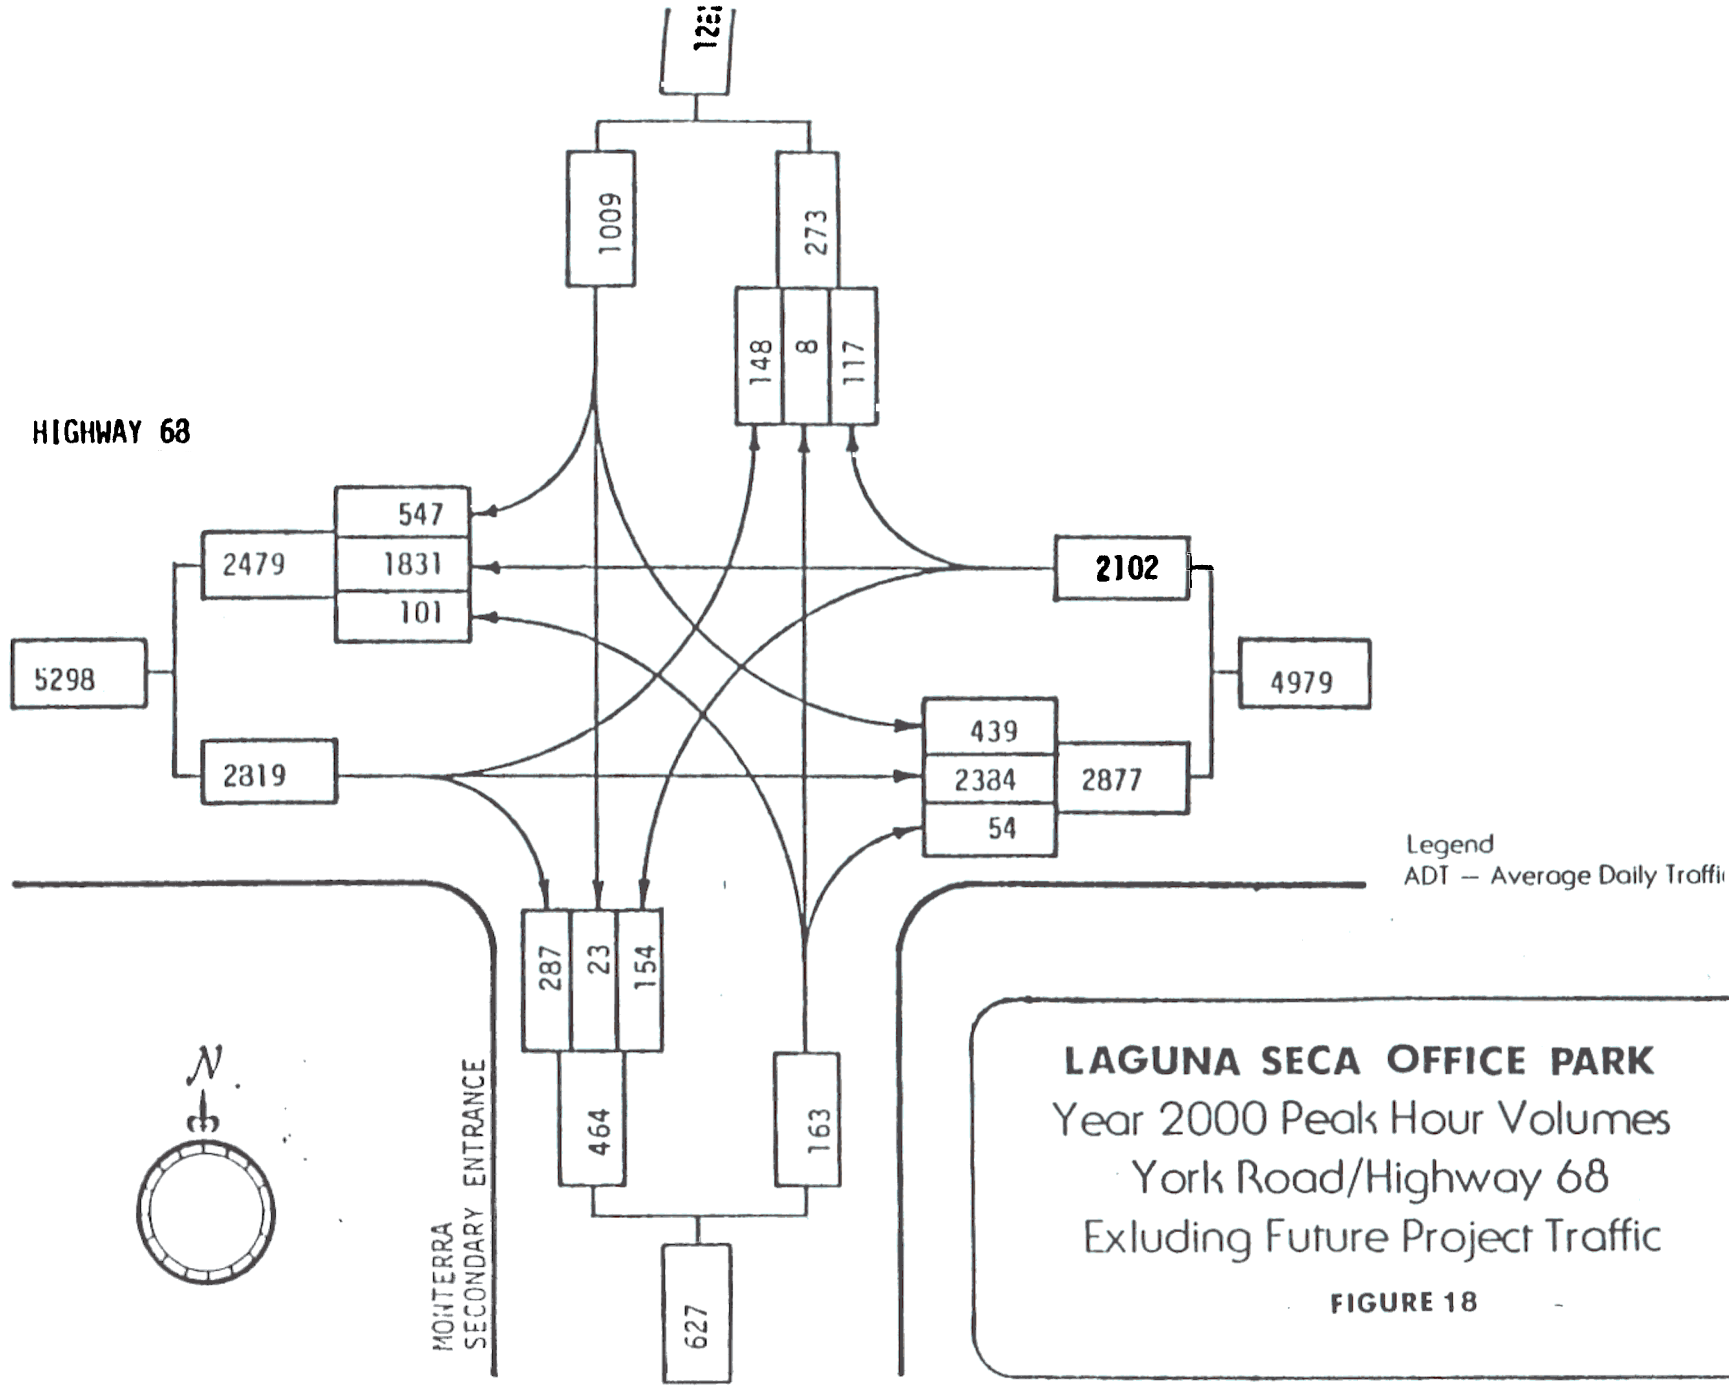 1009
273
148
8
117
HIGHWAY 68
547
2479
1831
101
2102
5298
4979
439
2819
2384
2877
54
Legend
ADT — Average Daily
287
23
154
N
464
163
MONTERRA
SECONDARY ENTRANCE
627
LAGUNA SECA OFFICE PARK
Year 2000 Peak Hour Volumes
York Road/Highway 68
Exluding Future Project Traffic
FIGURE 18